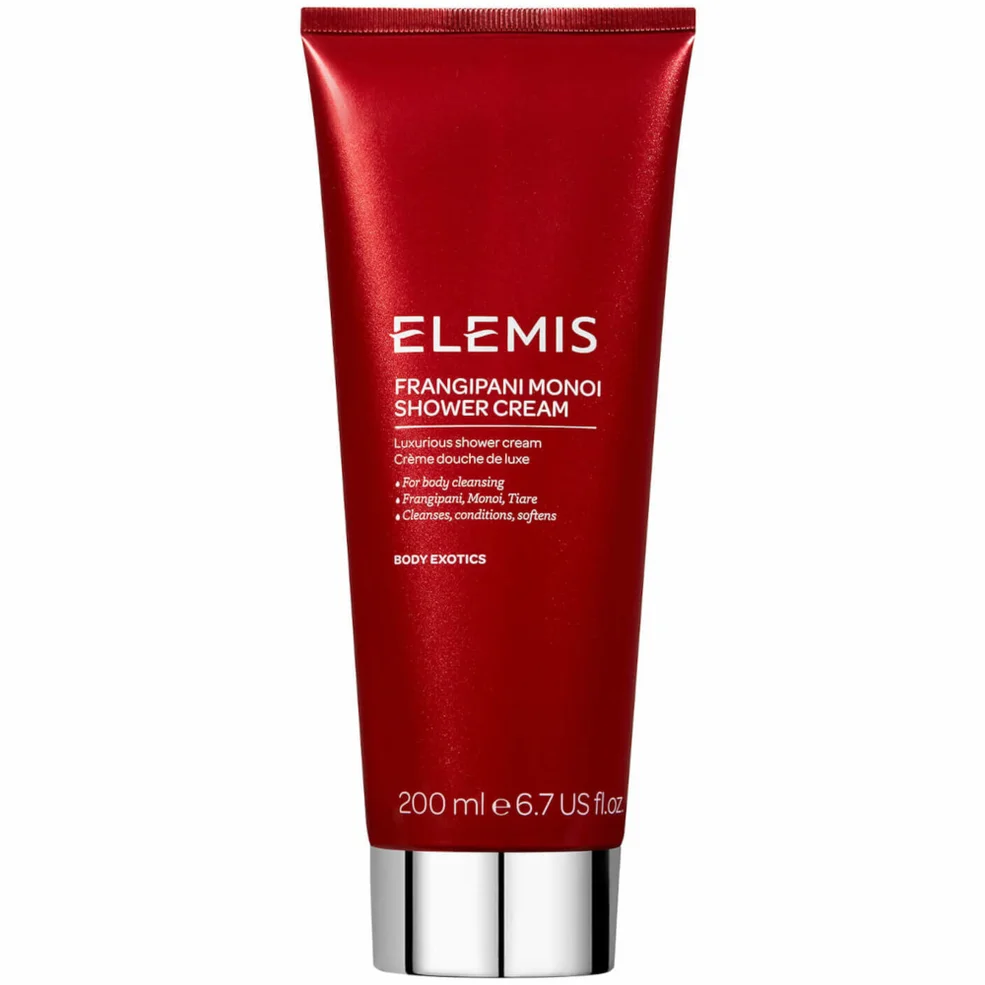 ELEMIS
FRANGIPANI MONOI
SHOWER CREAM
Luxurious shower cream
Crème douche de luxe
For body cleansing
Frangipani, Monoi, Tiare
Cleanses, conditions, softens
BODY EXOTICS
200 ml e 6.7 US fl.oz.